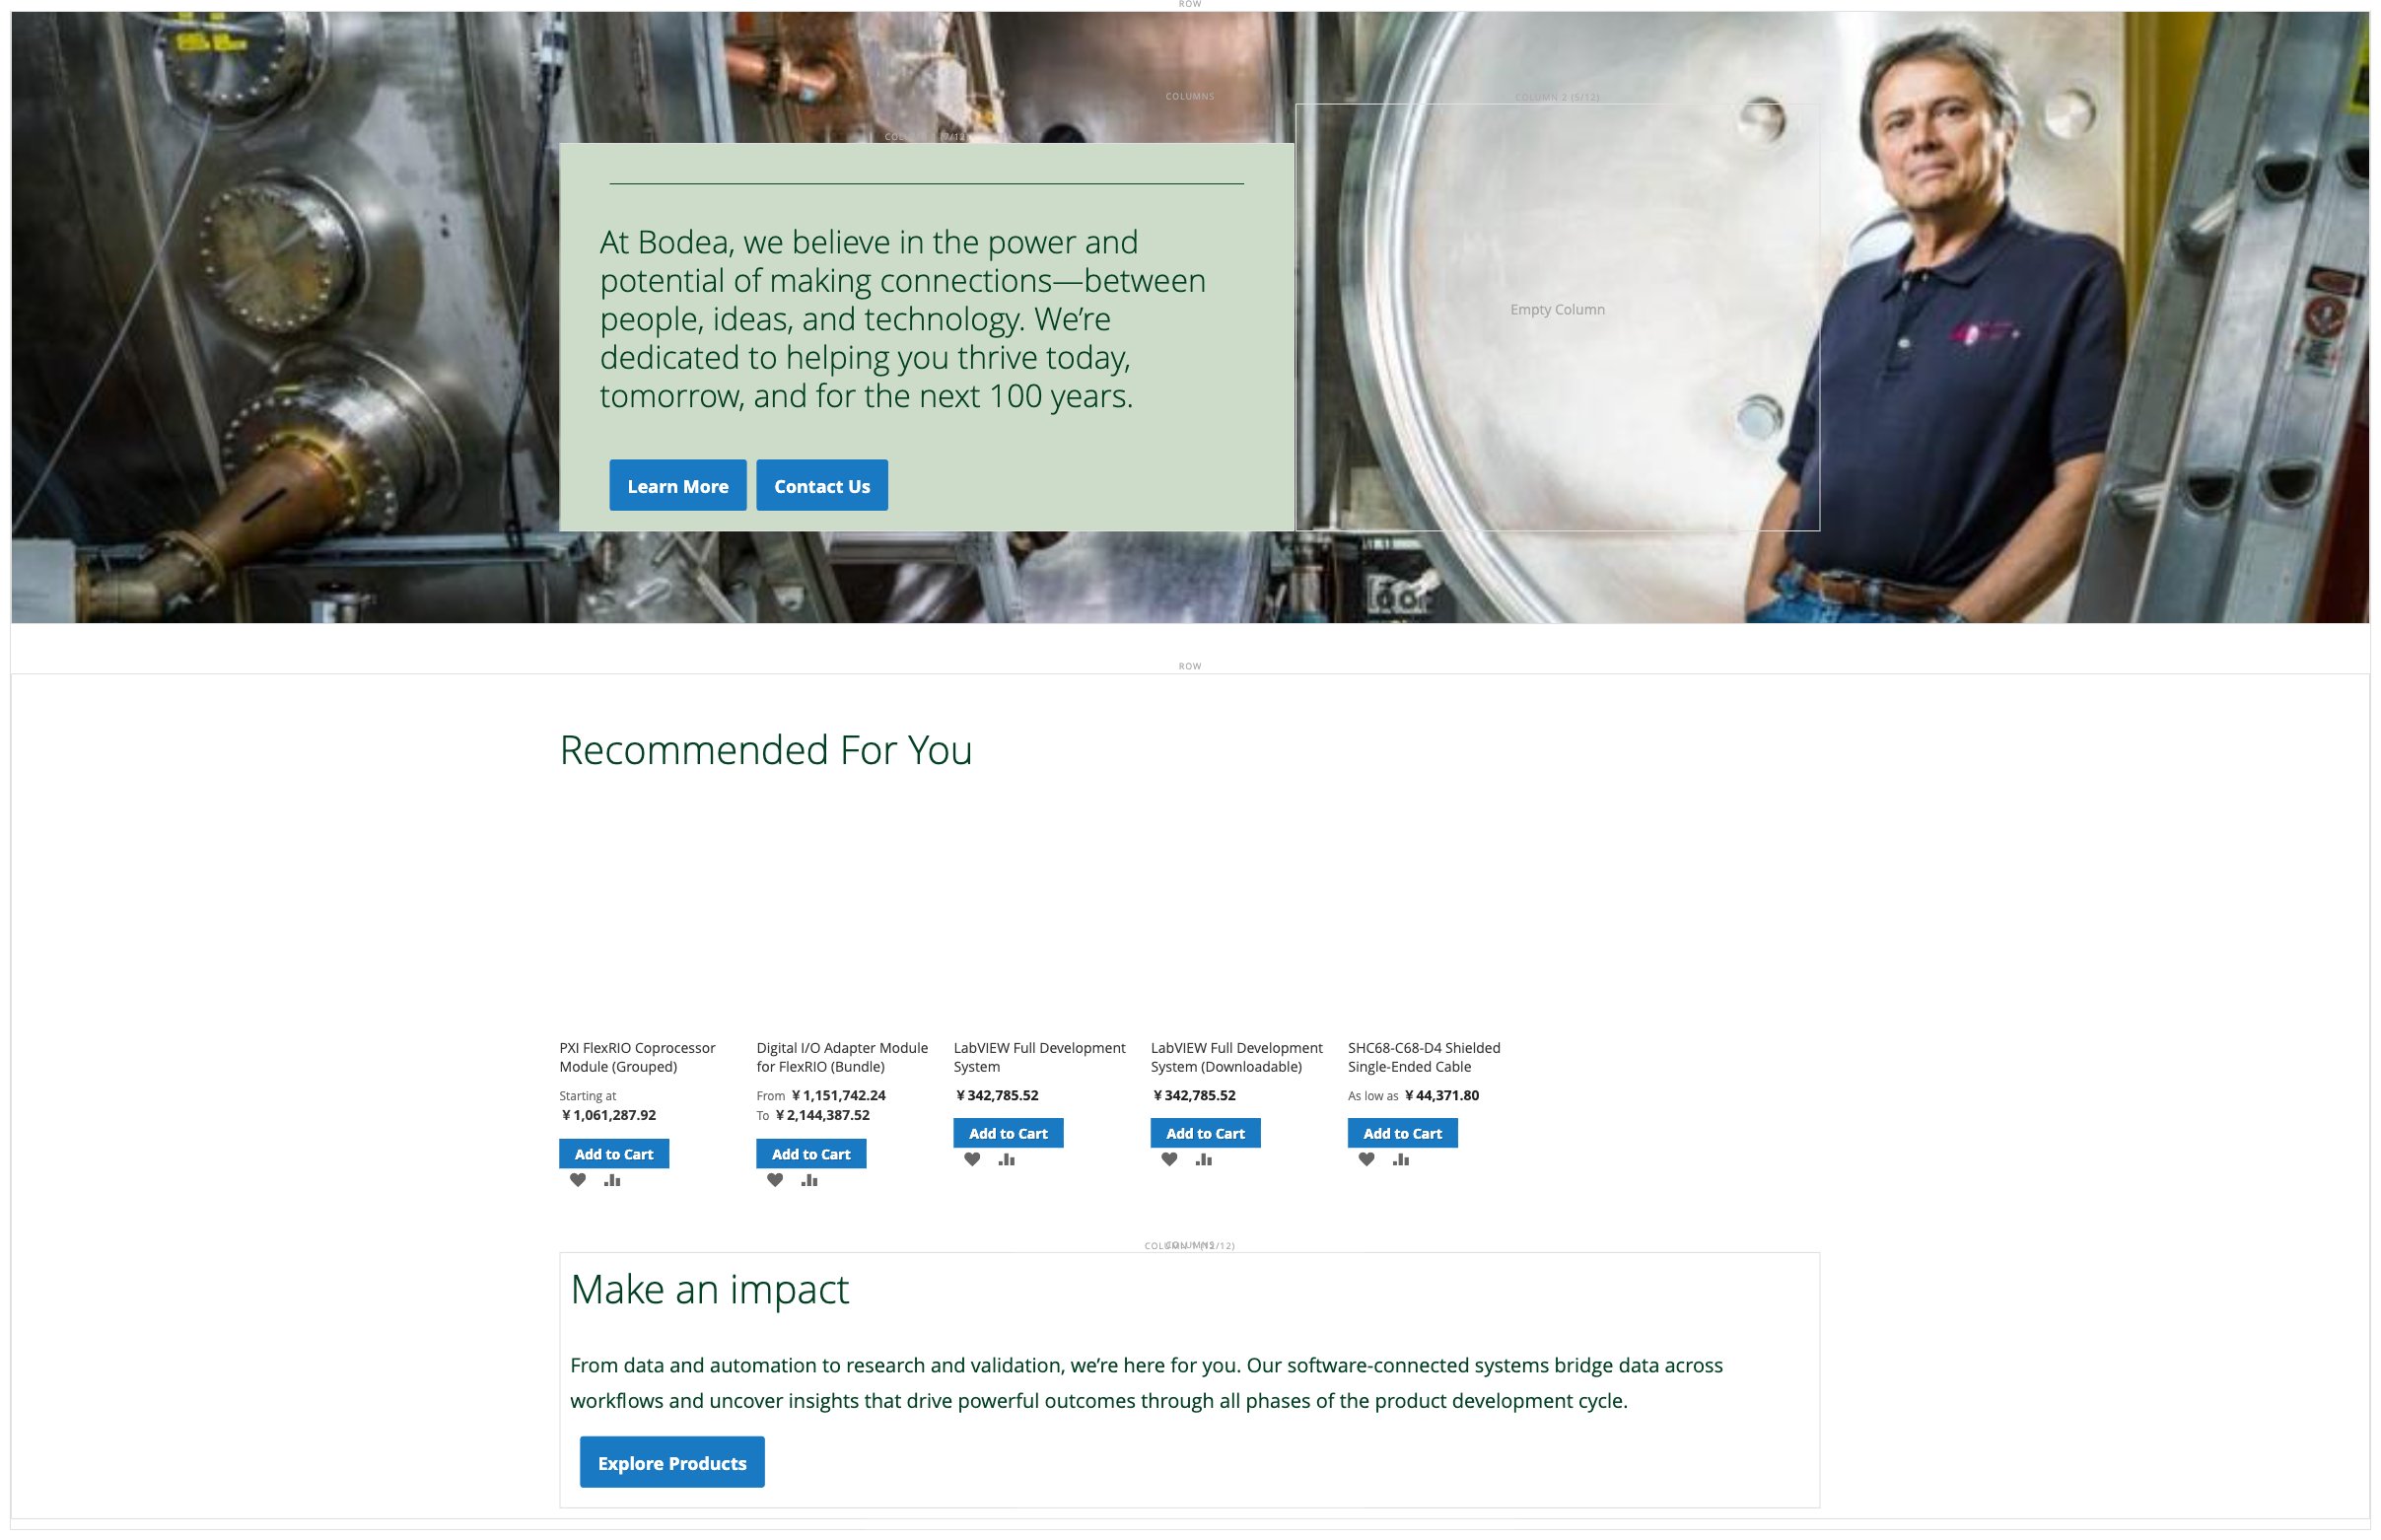 ROW
COLUMNS
COLUMN 2 (5/12)
At Bodea, we believe in the power and
potential of making connections—between
people, ideas, and technology. We’re
dedicated to helping you thrive today,
tomorrow, and for the next 100 years.
Empty Column
Learn More
Contact Us
ROW
Recommended For You
PXI FlexRIO Coprocessor
Module (Grouped)
Starting at
¥ 1,061,287.92
Add to Cart
Digital I/O Adapter Module
for FlexRIO (Bundle)
From ¥ 1,151,742.24
To ¥ 2,144,387.52
Add to Cart
LabVIEW Full Development
System
¥ 342,785.52
Add to Cart
LabVIEW Full Development
System (Downloadable)
¥ 342,785.52
Add to Cart
SHC68-C68-D4 Shielded
Single-Ended Cable
As low as ¥ 44,371.80
Add to Cart
Make an impact
From data and automation to research and validation, we’re here for you. Our software-connected systems bridge data across
workflows and uncover insights that drive powerful outcomes through all phases of the product development cycle.
Explore Products